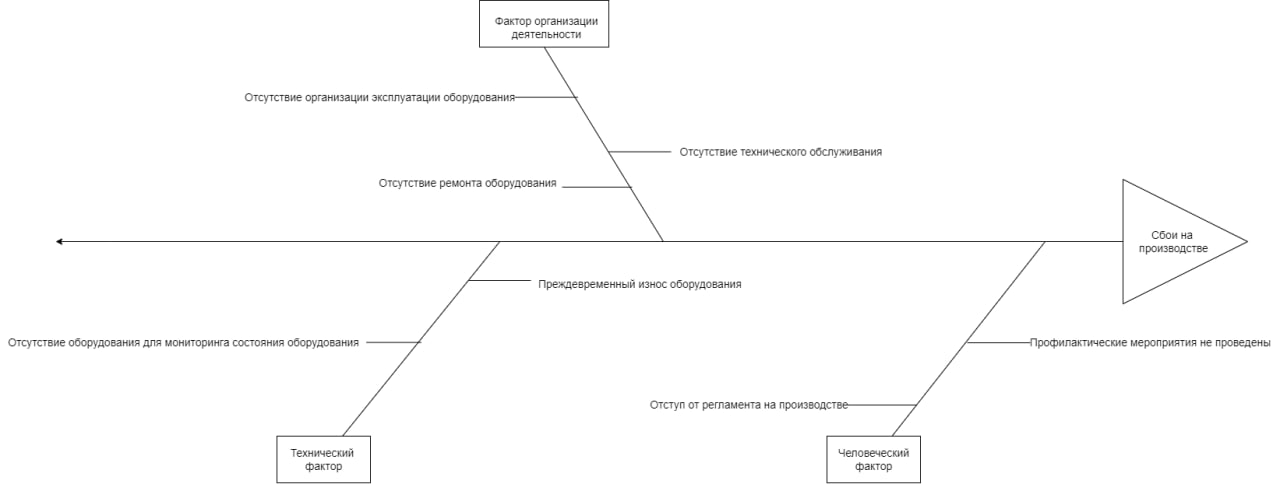 Фактор организации
деятельности
Отсутствие организации эксплуатации оборудования
Отсутствие технического обслуживания
Отсутствие ремонта оборудования
Сбои на
производстве
Преждевременный износ оборудования
Отсутствие оборудования для мониторинга состояния оборудования
Профилактические мероприятия не проведены
Отступ от регламента на производстве
Технический
фактор
Человеческий
фактор